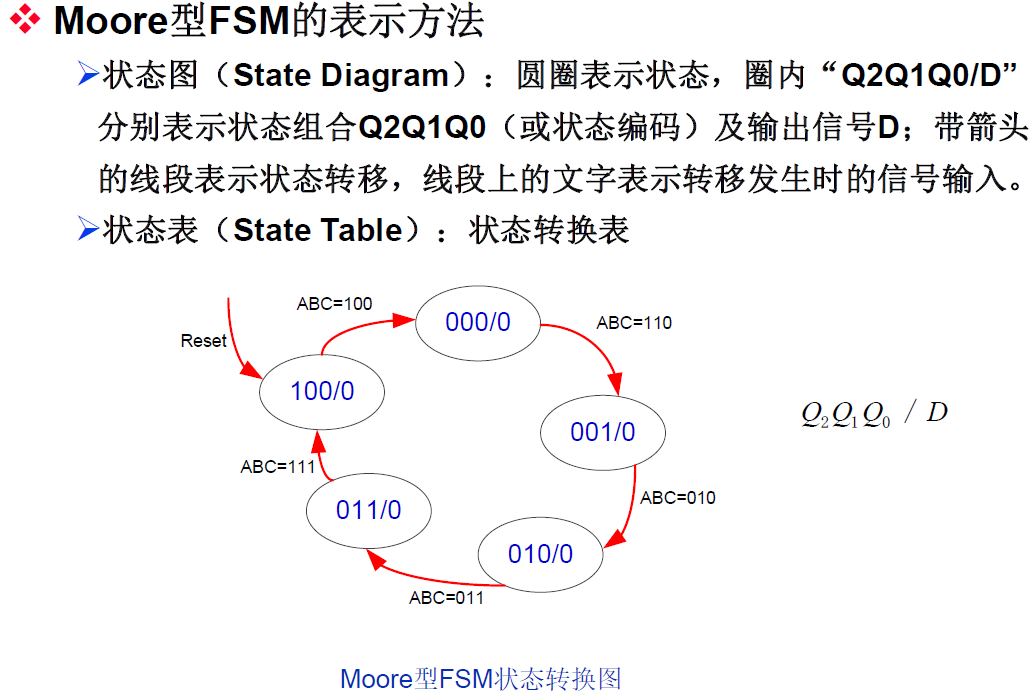 Moore型FSM的表示方法
状态图（State Diagram）：圆圈表示状态，圈内“Q2Q1Q0/D”
分别表示状态组合Q2Q1Q0（或状态编码）及输出信号D；带箭头
的线段表示状态转移，线段上的文字表示转移发生时的信号输入。
状态表（State Table）：状态转换表
ABC=100
000/0
ABC=110
Reset
100/0
001/0
Q₂Q₁Q₀ / D
ABC=111
ABC=010
011/0
010/0
ABC=011
Moore型FSM状态转换图